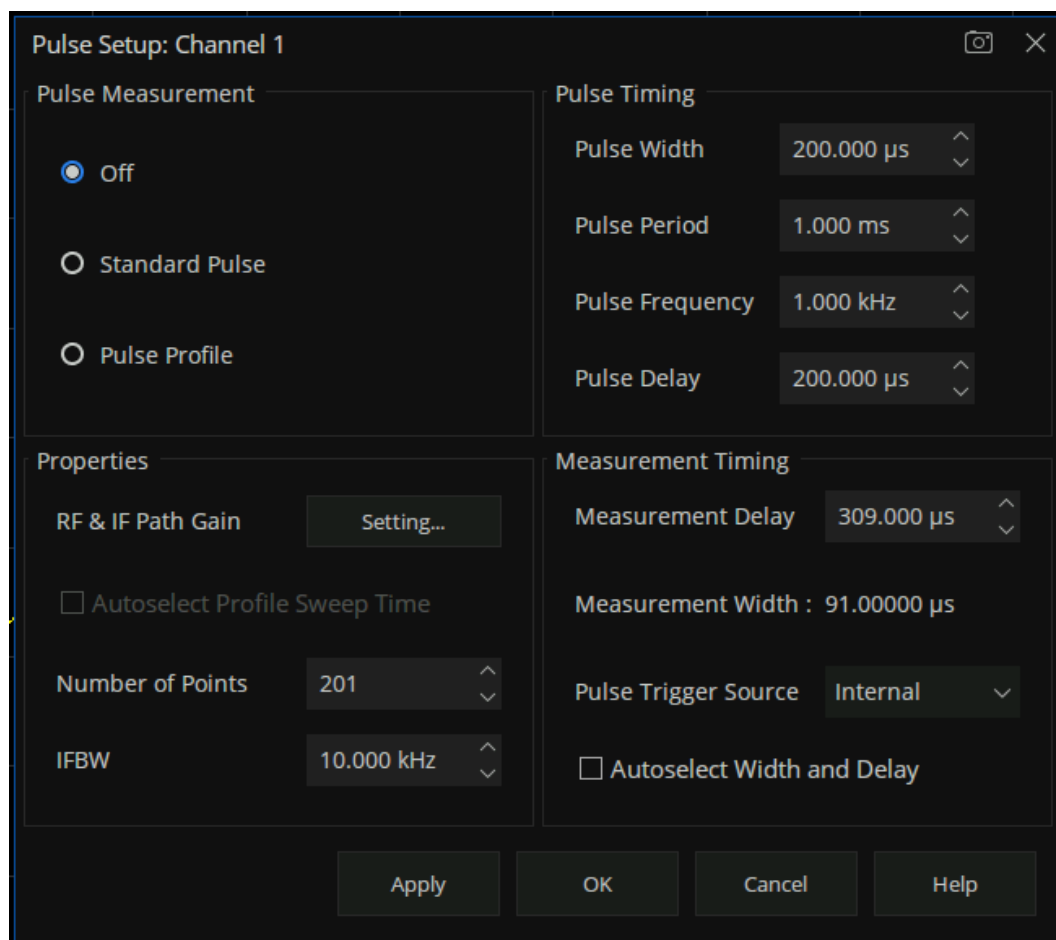 Pulse Setup: Channel 1
Pulse Measurement
Off
Standard Pulse
Pulse Profile
Pulse Timing
Pulse Width 200.000 µs
Pulse Period 1.000 ms
Pulse Frequency 1.000 kHz
Pulse Delay 200.000 µs
Properties
RF & IF Path Gain Setting...
Autoselect Profile Sweep Time
Number of Points 201
IFBW 10.000 kHz
Measurement Timing
Measurement Delay 309.000 µs
Measurement Width : 91.00000 µs
Pulse Trigger Source Internal
Autoselect Width and Delay
Apply OK Cancel Help